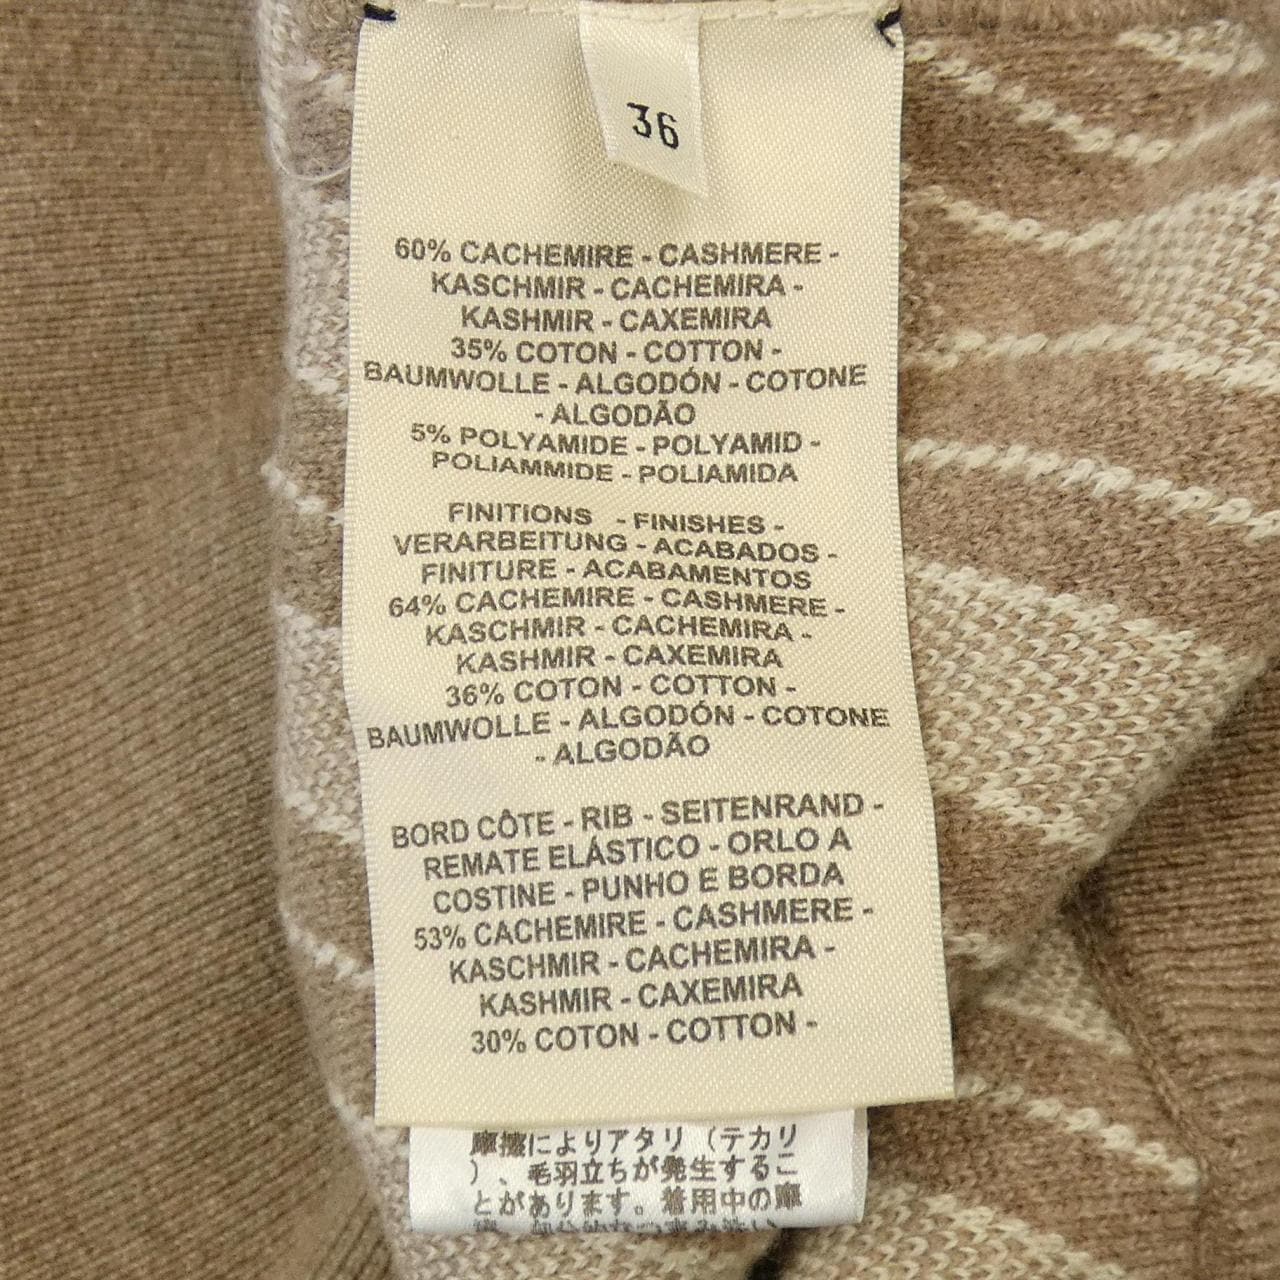 36
60% CACHEMIRE - CASHMERE -
KASCHMIR - CACHEMIRA -
KASHMIR - CAXEMIRA
35% COTON - COTTON -
BAUMWOLLE - ALGODÓN - COTONE
- ALGODÃO
5% POLYAMIDE - POLYAMID -
POLIAMMIDE - POLIAMIDA
FINITIONS - FINISHES -
VERARBEITUNG - ACABADOS -
FINITURE - ACABAMENTOS
64% CACHEMIRE - CASHMERE -
KASCHMIR - CACHEMIRA -
KASHMIR - CAXEMIRA
36% COTON - COTTON -
BAUMWOLLE - ALGODÓN - COTONE
- ALGODÃO
BORD CÔTE - RIB - SEITENRAND -
REMATE ELÁSTICO - ORLO A
COSTINE - PUNHO E BORDA
53% CACHEMIRE - CASHMERE -
KASCHMIR - CACHEMIRA -
KASHMIR - CAXEMIRA
30% COTON - COTTON -
摩擦によりアタリ（テカリ
）、毛羽立ちが発生するこ
とがあります。着用中の摩